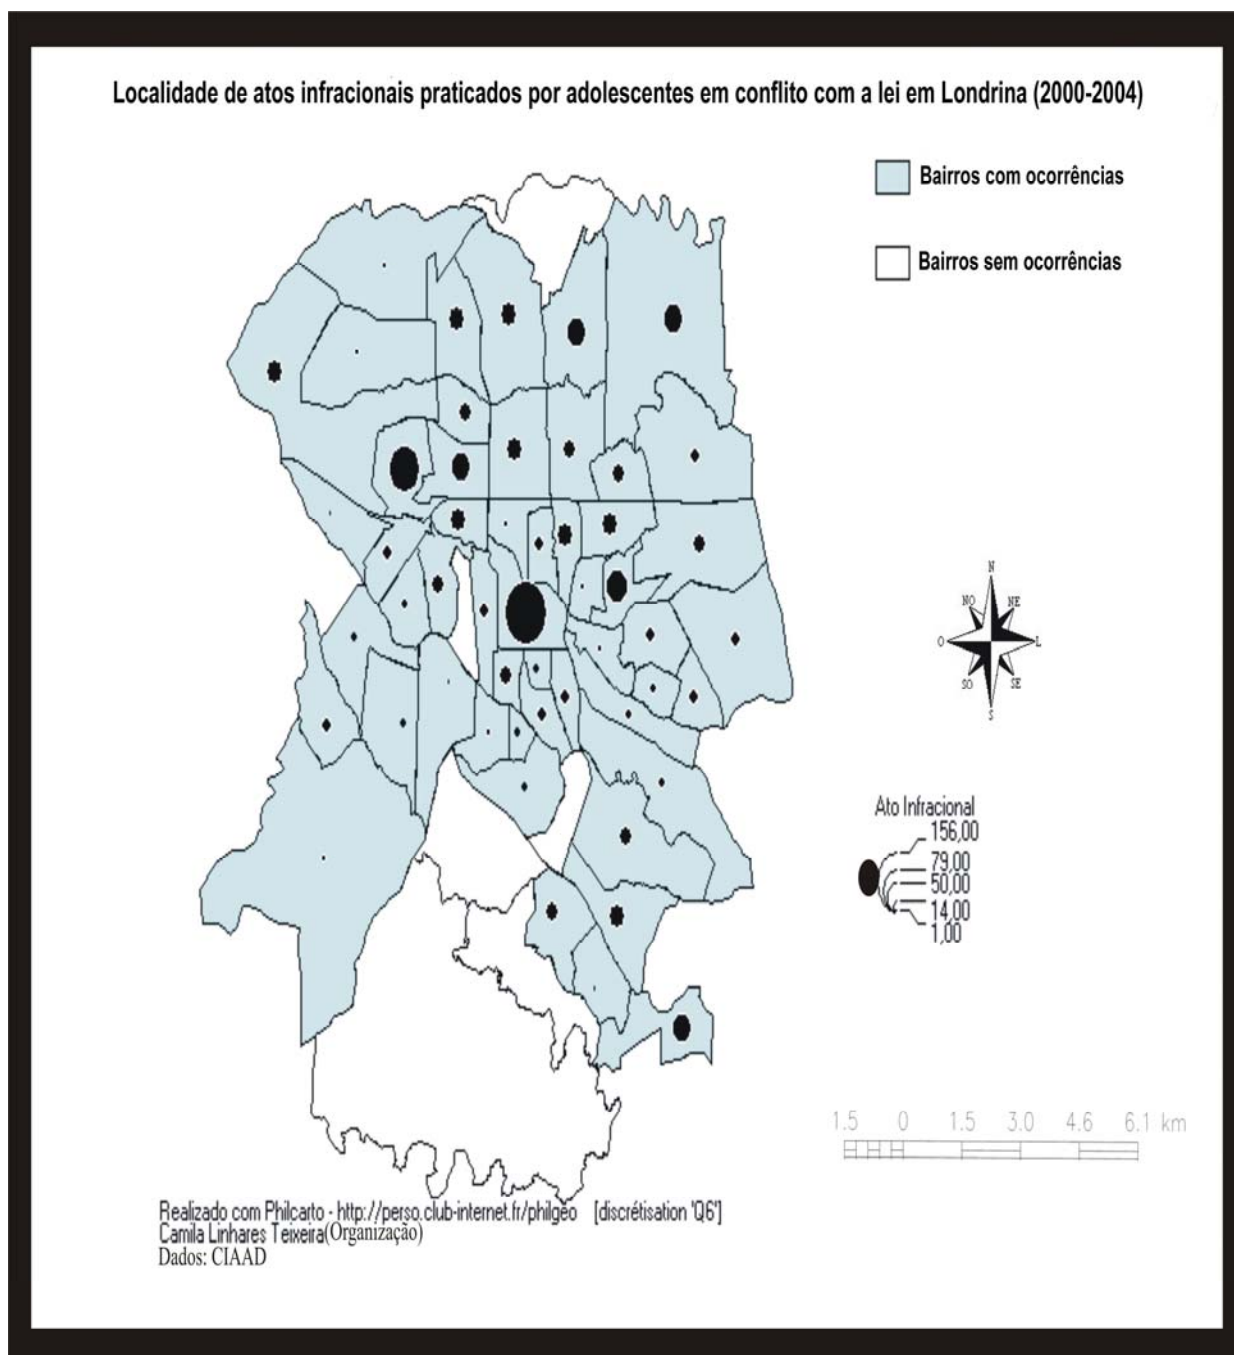 Localidade de atos infracionais praticados por adolescentes em conflito com a lei em Londrina (2000-2004)
Bairros com ocorrências
Bairros sem ocorrências
N
NO NE
O L
SO SE
S
Ato Infracional
156,00
79,00
50,00
14,00
1,00
1.5 0 1.5 3.0 4.6 6.1 km
Realizado com Philcarto - http://perso.club-internet.fr/philgeo [discrétisation 'Q6']
Camila Linhares Teixeira(Organização)
Dados: CIAAD